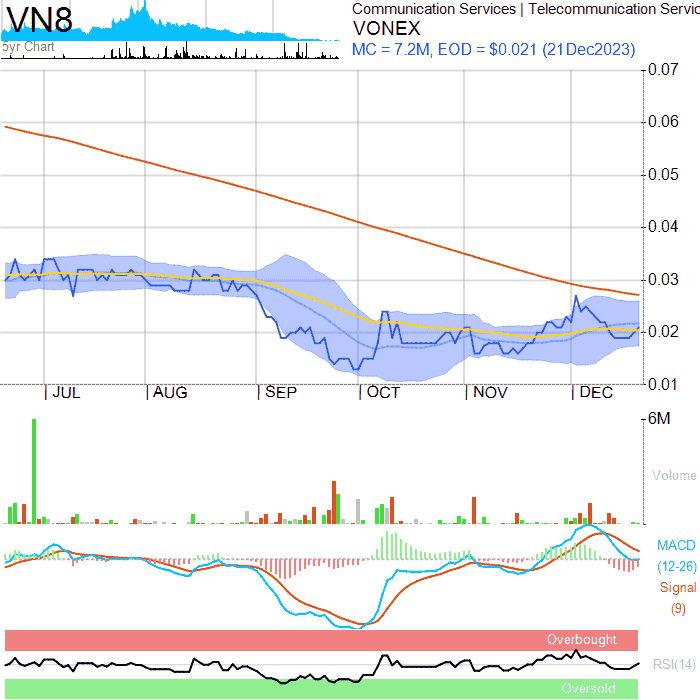 VN8
5yr Chart
Communication Services | Telecommunication Servic
VONEX
MC = 7.2M, EOD = $0.021 (21Dec2023)
0.07
0.06
0.05
0.04
0.03
0.02
0.01
JUL AUG SEP OCT NOV DEC
6M
Volume
MACD
(12-26)
Signal
(9)
Overbought
RSI(14)
Oversold